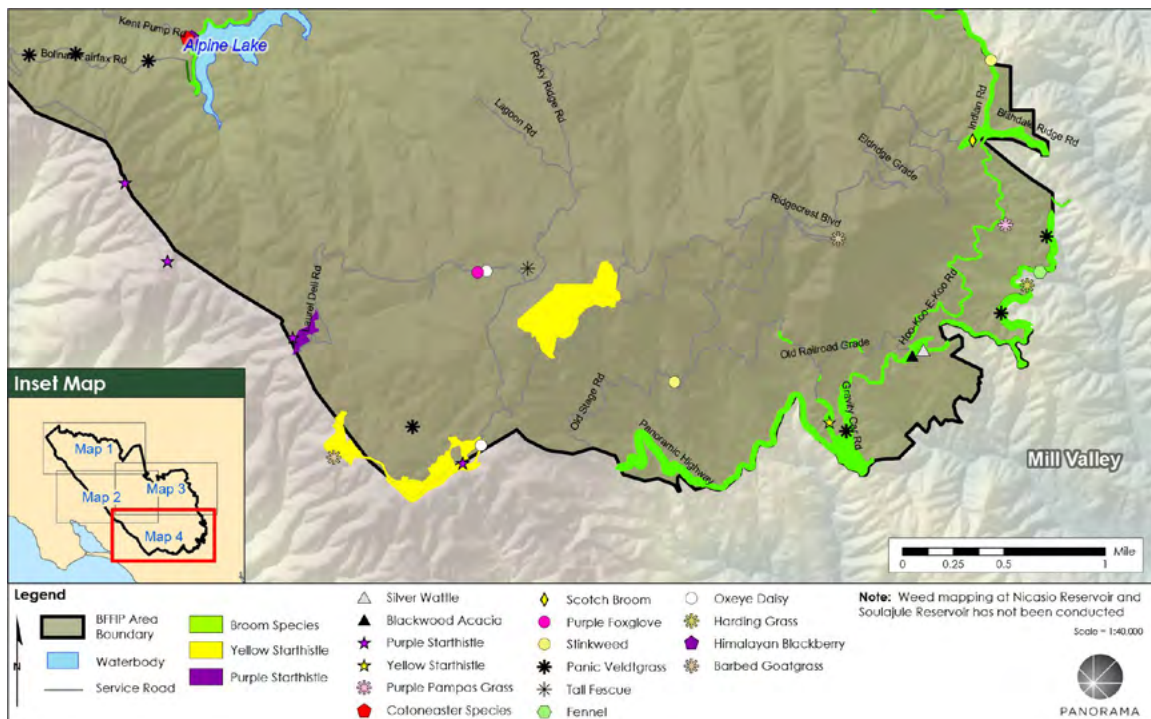 Kent Pump Rd
Alpine Lake
Bolinas Fairfax Rd
Rocky Ridge Rd
Lagoon Rd
Indian Rd
Blithdale Ridge Rd
Eldridge Grade
Ridgecrest Blvd
Laurel Dell Rd
Hoo-Koo-E-Koo Rd
Old Railroad Grade
Old Stage Rd
Gravity Car Rd
Panoramic Highway
Mill Valley
Inset Map
Map 1
Map 2
Map 3
Map 4
Mile
0 0.25 0.5 1
Legend
BFFIP Area
Boundary
Waterbody
Service Road
N
Broom Species
Yellow Starthistle
Purple Starthistle
Silver Wattle
Blackwood Acacia
Purple Starthistle
Yellow Starthistle
Purple Pampas Grass
Cotoneaster Species
Scotch Broom
Purple Foxglove
Stinkweed
Panic Veldtgrass
Tall Fescue
Fennel
Oxeye Daisy
Harding Grass
Himalayan Blackberry
Barbed Goatgrass
Note: Weed mapping at Nicasio Reservoir and
Soulajule Reservoir has not been conducted
Scale = 1:40,000
PANORAMA